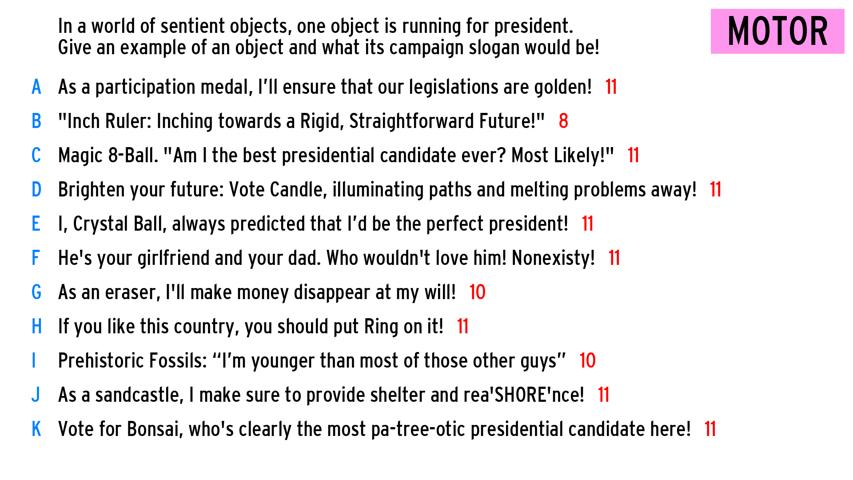 In a world of sentient objects, one object is running for president.
Give an example of an object and what its campaign slogan would be!
MOTOR
A As a participation medal, I’ll ensure that our legislations are golden! 11
B "Inch Ruler: Inching towards a Rigid, Straightforward Future!" 8
C Magic 8-Ball. "Am I the best presidential candidate ever? Most Likely!" 11
D Brighten your future: Vote Candle, illuminating paths and melting problems away! 11
E I, Crystal Ball, always predicted that I’d be the perfect president! 11
F He's your girlfriend and your dad. Who wouldn't love him! Nonexisty! 11
G As an eraser, I'll make money disappear at my will! 10
H If you like this country, you should put Ring on it! 11
I Prehistoric Fossils: “I’m younger than most of those other guys” 10
J As a sandcastle, I make sure to provide shelter and rea'SHORE'nce! 11
K Vote for Bonsai, who's clearly the most pa-tree-otic presidential candidate here! 11